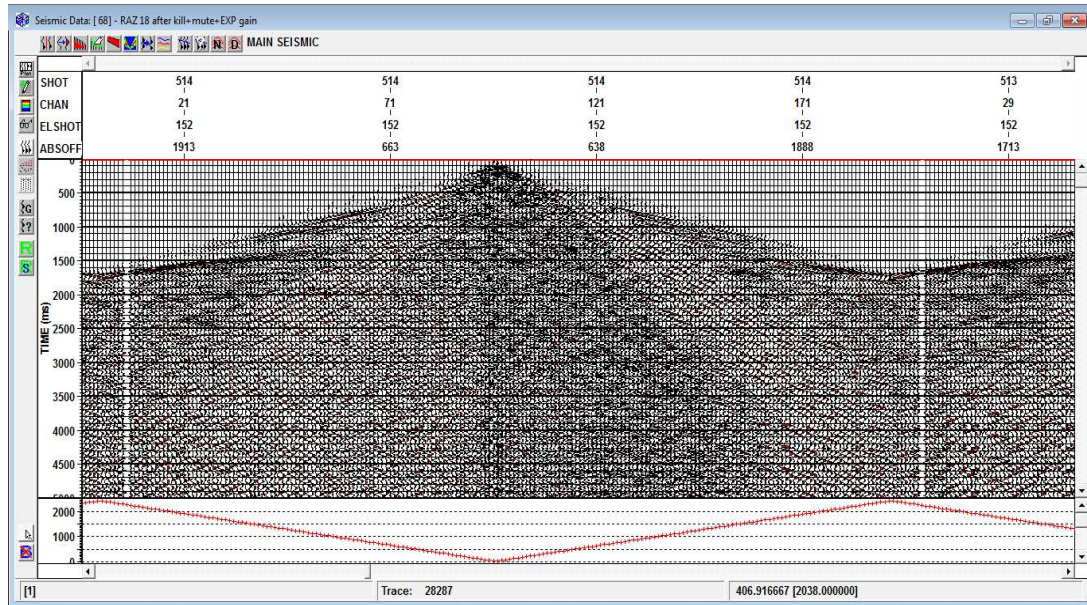 Seismic Data: [ 68] - RAZ 18 after kill+mute+EXP gain
N D MAIN SEISMIC
SHOT 514 514 514 514 513
CHAN 21 71 121 171 29
ELSHOT 152 152 152 152 152
ABSOFF 1913 663 638 1888 1713
0
500
1000
1500
2000
TIME (ms)
2500
3000
3500
4000
4500
5000
2000
1000
0
G
?
R
S
B
[1] Trace: 28287 406.916667 [2038.000000]